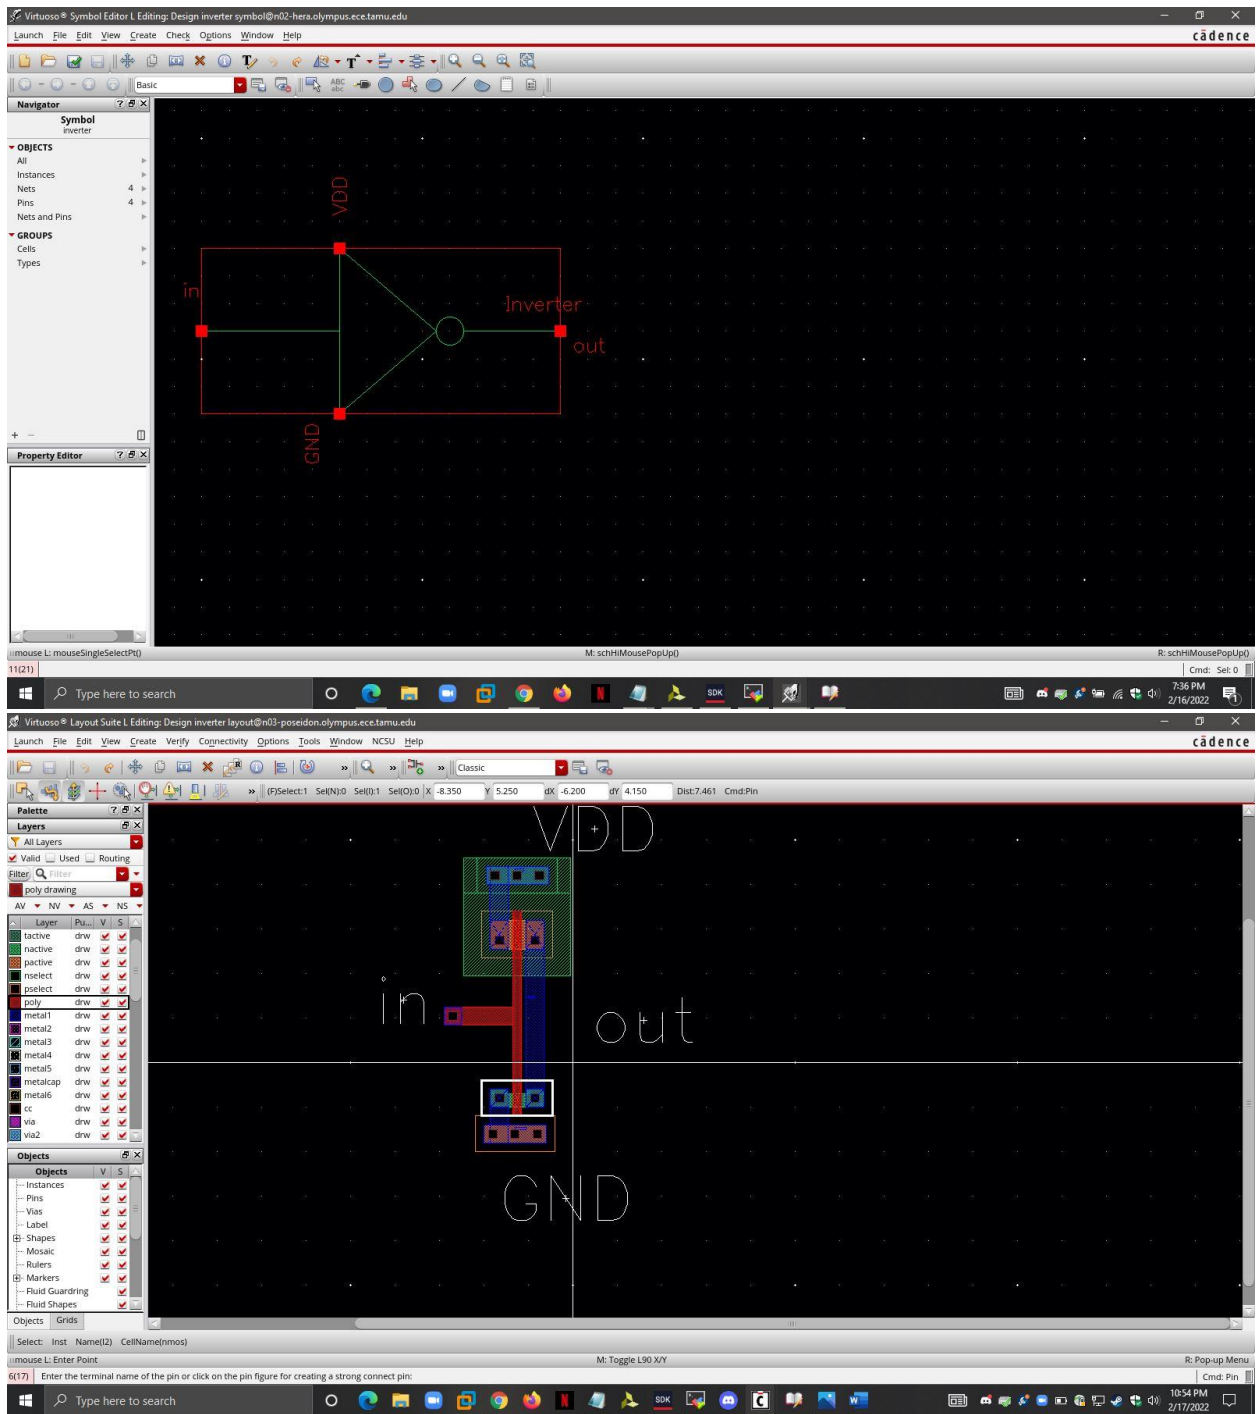 Virtuoso® Symbol Editor L Editing: Design inverter symbol@n02-hera.olympus.ece.tamu.edu
Launch File Edit View Create Check Options Window Help
cādence
Basic
Navigator
Symbol
inverter
OBJECTS
All
Instances
Nets 4
Pins 4
Nets and Pins
GROUPS
Cells
Types
VDD
in
Inverter
out
GND
Property Editor
mouse L: mouseSingleSelectPt() M: schHiMousePopUp() R: schHiMousePopUp()
11(21) Cmd: Sel: 0
Type here to search
SDK
7:36 PM
2/16/2022
Virtuoso® Layout Suite L Editing: Design inverter layout@n03-poseidon.olympus.ece.tamu.edu
Launch File Edit View Create Verify Connectivity Options Tools Window NCSU Help
cādence
Classic
(F)Select:1 Sel(N):0 Sel(I):1 Sel(O):0 X -8.350 Y 5.250 dX -6.200 dY 4.150 Dist:7.461 Cmd:Pin
Palette
Layers
All Layers
Valid Used Routing
Filter Filter
poly drawing
AV NV AS NS
Layer Pu... V S
tactive drw
nactive drw
pactive drw
nselect drw
pselect drw
poly drw
metal1 drw
metal2 drw
metal3 drw
metal4 drw
metal5 drw
metalcap drw
metal6 drw
cc drw
via drw
via2 drw
VDD
in
out
GND
Objects
Objects V S
Instances
Pins
Vias
Label
Shapes
Mosaic
Rulers
Markers
Fluid Guardring
Fluid Shapes
Objects Grids
Select: Inst Name(I2) CellName(nmos)
mouse L: Enter Point M: Toggle L90 X/Y R: Pop-up Menu
6(17) Enter the terminal name of the pin or click on the pin figure for creating a strong connect pin: Cmd: Pin
Type here to search
SDK
10:54 PM
2/17/2022